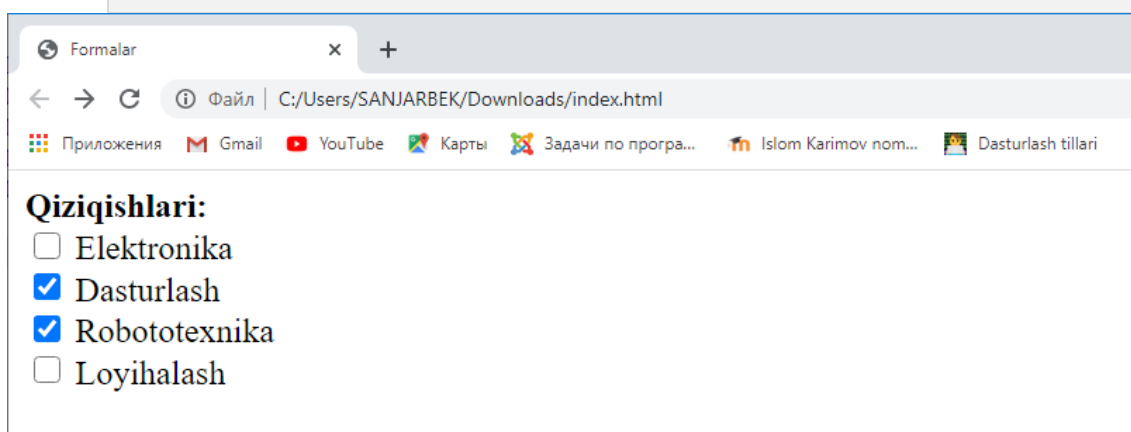 Formalar
Файл C:/Users/SANJARBEK/Downloads/index.html
Приложения Gmail YouTube Карты Задачи по програ... Islom Karimov nom... Dasturlash tillari
Qiziqishlari:
Elektronika
Dasturlash
Robototexnika
Loyihalash